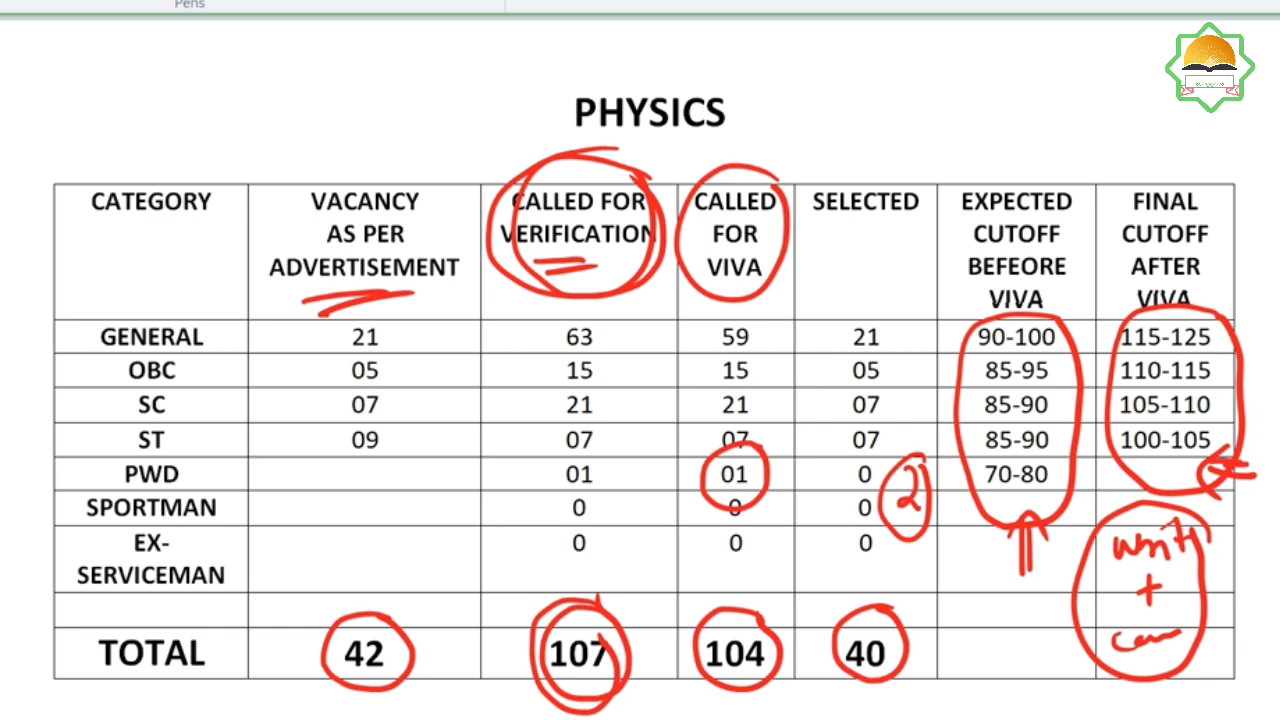 Pens
PHYSICS
CATEGORY VACANCY AS PER ADVERTISEMENT CALLED FOR VERIFICATION CALLED FOR VIVA SELECTED EXPECTED CUTOFF BEFEORE VIVA FINAL CUTOFF AFTER VIVA
GENERAL 21 63 59 21 90-100 115-125
OBC 05 15 15 05 85-95 110-115
SC 07 21 21 07 85-90 105-110
ST 09 07 07 07 85-90 100-105
PWD 01 01 0 70-80
2
SPORTMAN 0 0 0
EX-SERVICEMAN 0 0 0
+
TOTAL 42 107 104 40